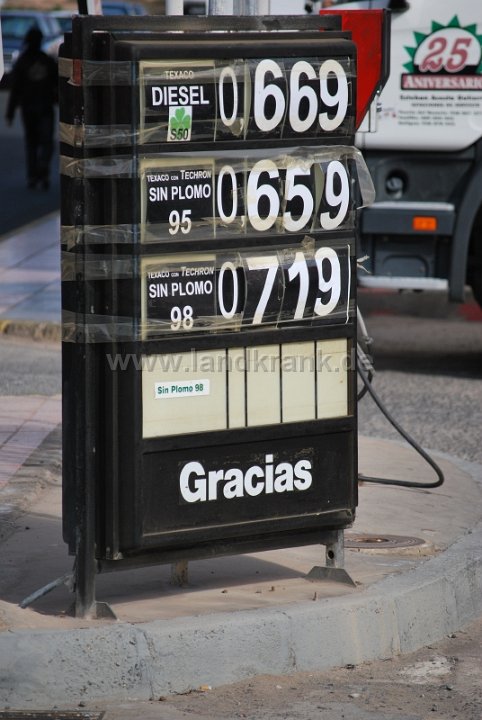 TEXACO
DIESEL
S50
0.669
TEXACO CON TECHRON
SIN PLOMO
95
0.659
TEXACO CON TECHRON
SIN PLOMO
98
0.719
www.landkrank.de
Sin Plomo 98
Gracias
25
ANIVERSARIO